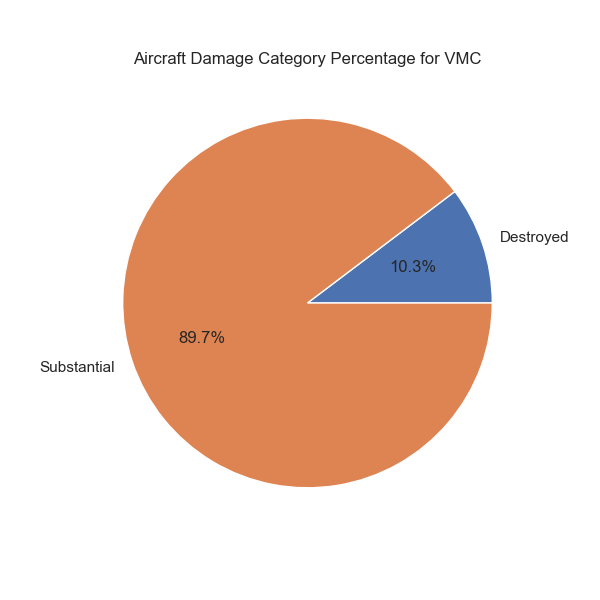 Aircraft Damage Category Percentage for VMC
Destroyed
10.3%
89.7%
Substantial